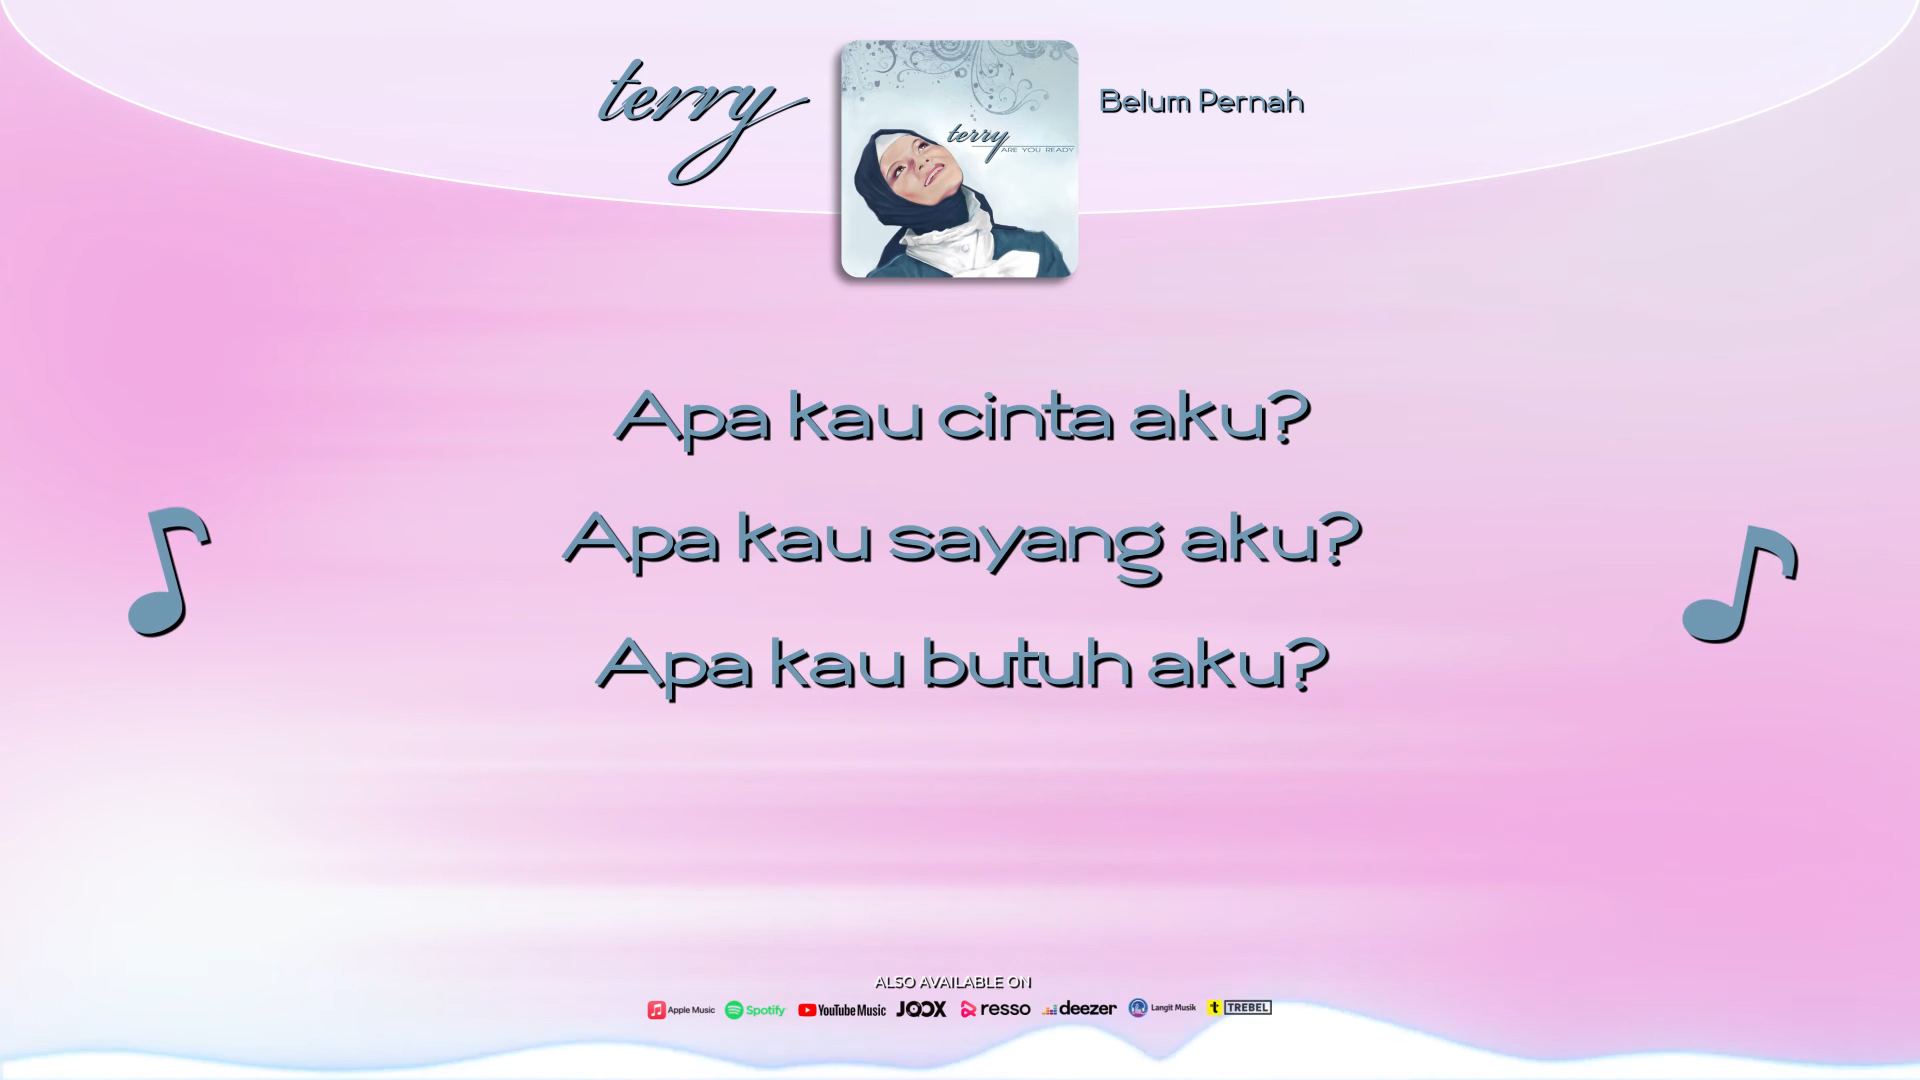 terry
Belum Pernah
terry
ARE YOU READY
Apa kau cinta aku?
Apa kau sayang aku?
Apa kau butuh aku?
ALSO AVAILABLE ON
Apple Music Spotify YouTube Music JOOX resso deezer Langit Musik t TREBEL